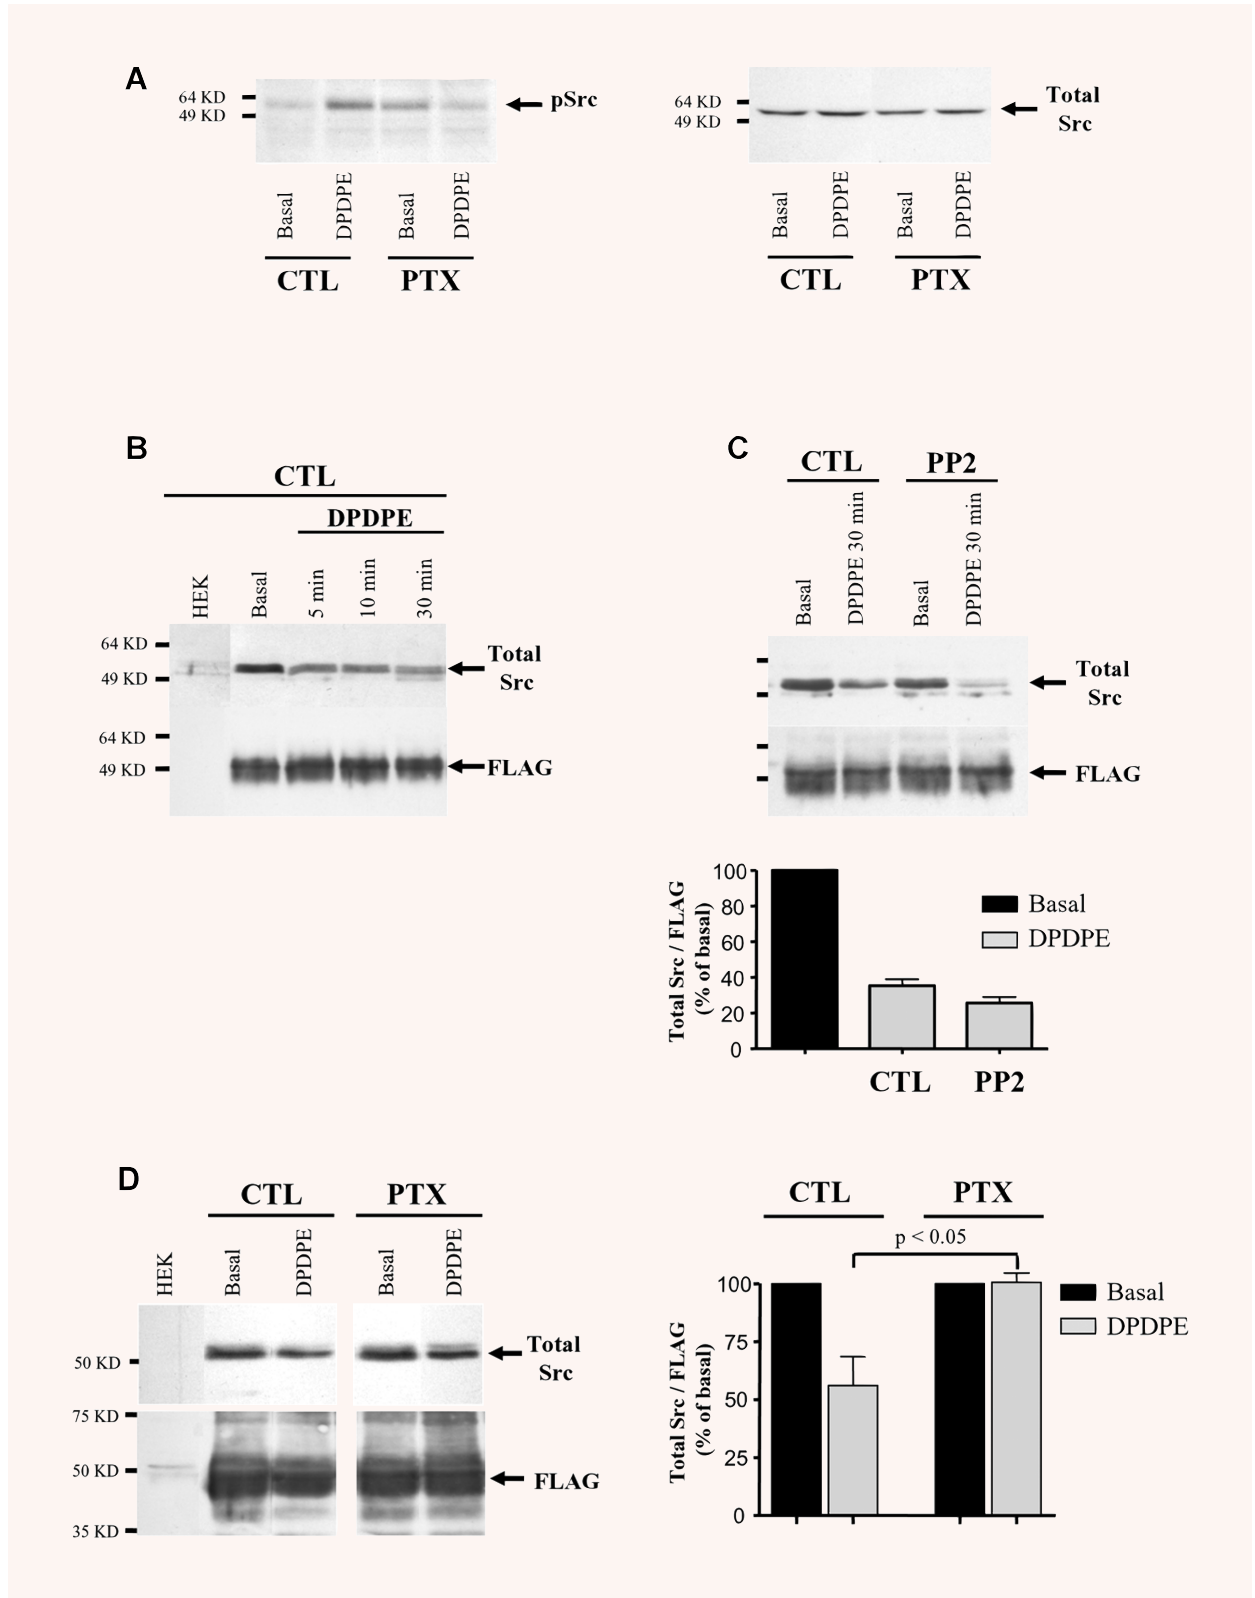 A
64 KD
49 KD
pSrc
Basal
DPDPE
Basal
DPDPE
CTL
PTX
64 KD
49 KD
Total
Src
Basal
DPDPE
Basal
DPDPE
CTL
PTX
B
CTL
DPDPE
HEK
Basal
5 min
10 min
30 min
64 KD
49 KD
Total
Src
64 KD
49 KD
FLAG
C
CTL
PP2
Basal
DPDPE 30 min
Basal
DPDPE 30 min
Total
Src
FLAG
Total Src / FLAG
(% of basal)
100
80
60
40
20
0
Basal
DPDPE
CTL
PP2
D
CTL
PTX
HEK
Basal
DPDPE
Basal
DPDPE
50 KD
Total
Src
75 KD
50 KD
35 KD
FLAG
CTL
PTX
p < 0.05
Total Src / FLAG
(% of basal)
100
75
50
25
0
Basal
DPDPE